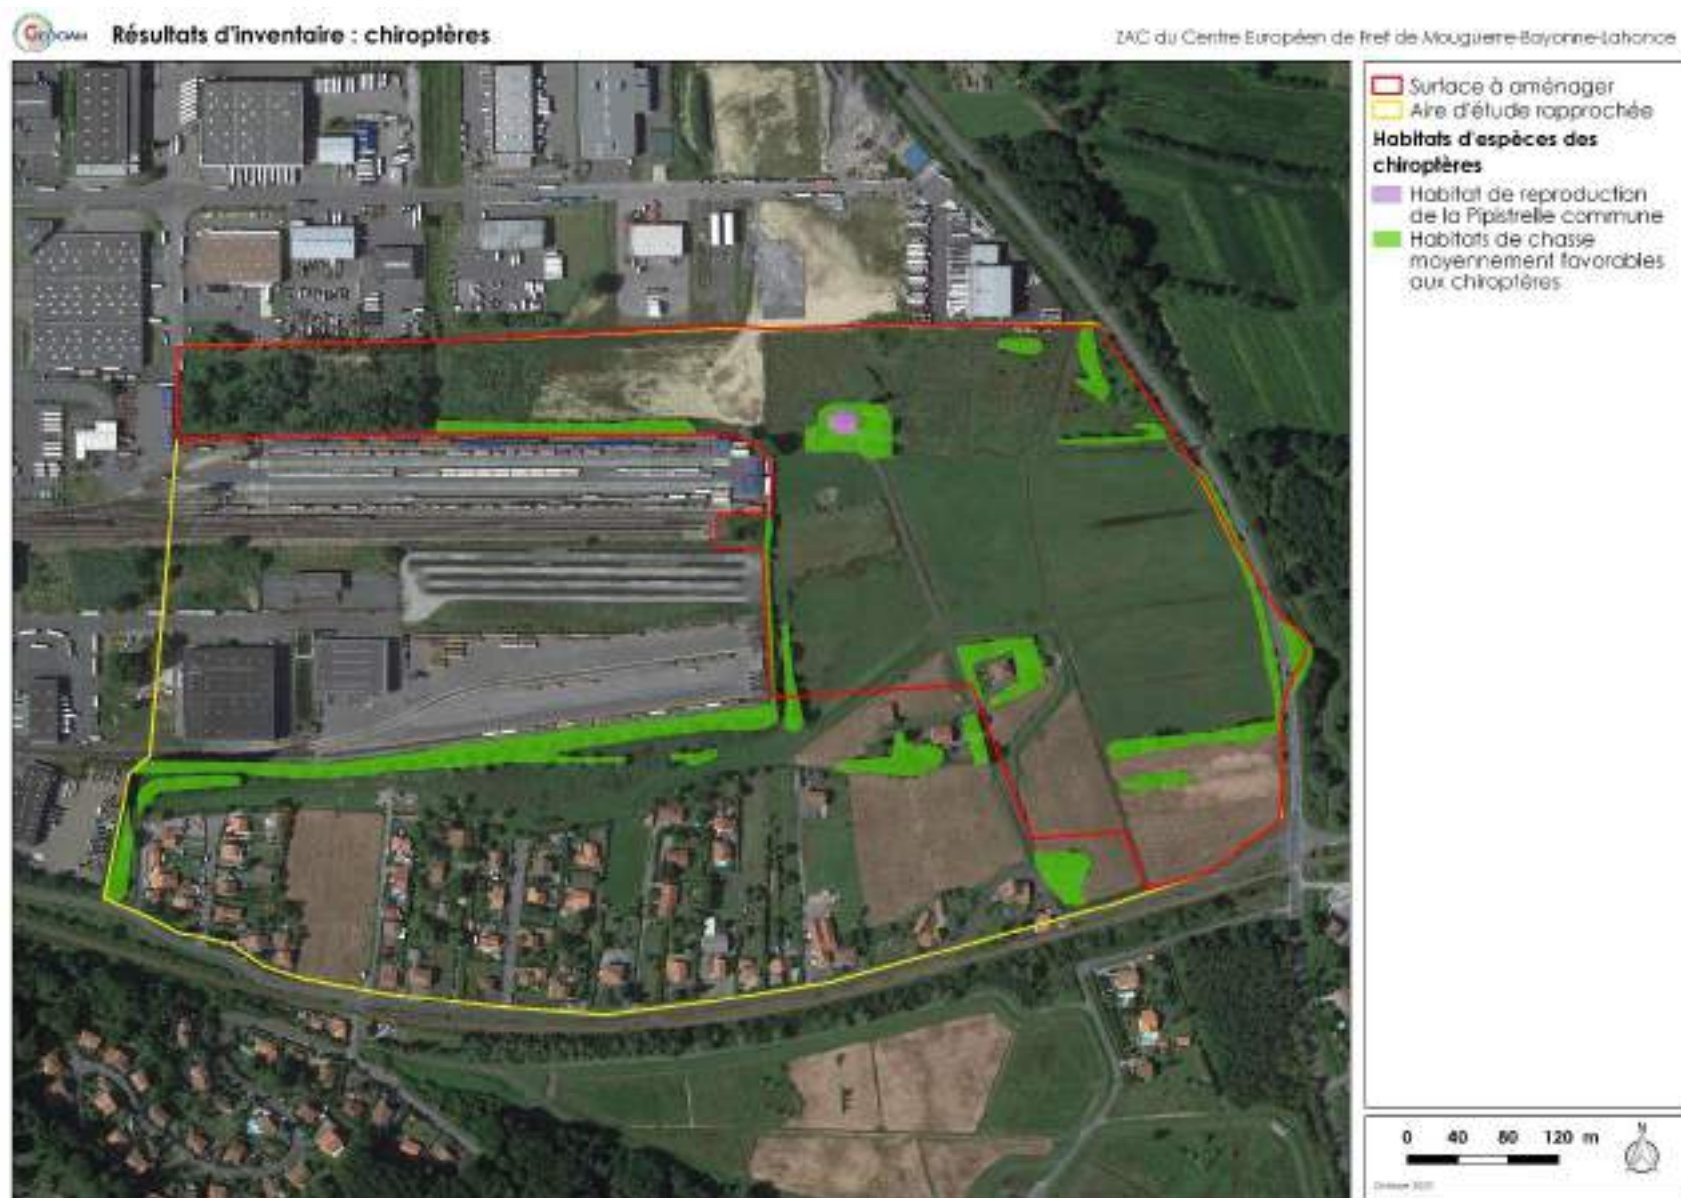 Résultats d'inventaire : chiroptères
ZAC du Centre Européen de Fret de Mouguerre-Bayonne-Lahonce
Surface à aménager
Aire d'étude rapprochée
Habitats d'espèces des
chiroptères
Habitat de reproduction
de la Pipistrelle commune
Habitats de chasse
moyennement favorables
aux chiroptères
0 40 80 120 m
N